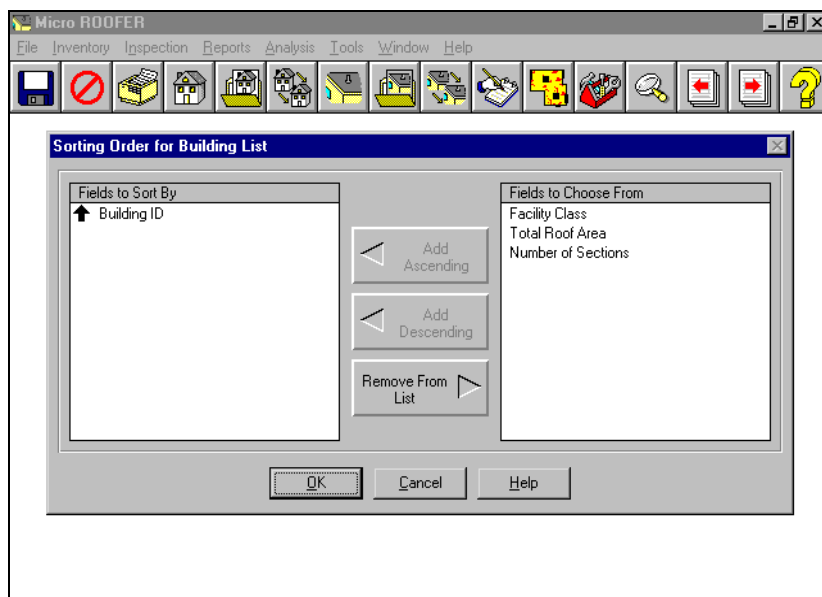 Micro ROOFER
File Inventory Inspection Reports Analysis Tools Window Help
Sorting Order for Building List
Fields to Sort By
Building ID
Add
Ascending
Add
Descending
Remove From
List
Fields to Choose From
Facility Class
Total Roof Area
Number of Sections
OK Cancel Help